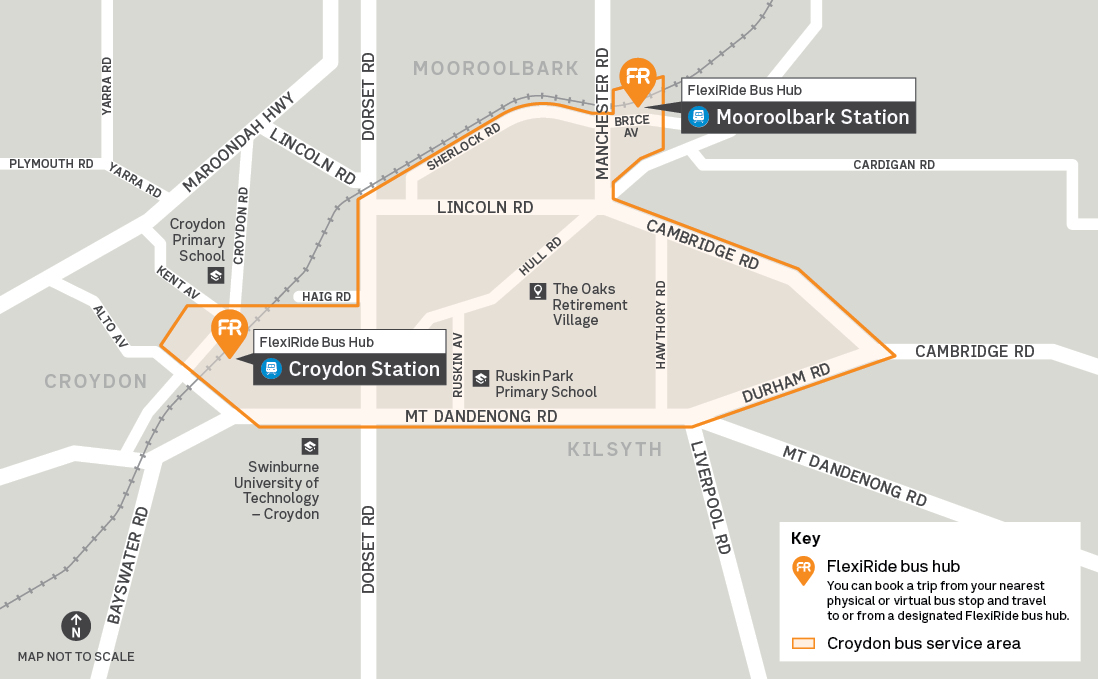 MOOROOLBARK
YARRA RD
DORSET RD
MANCHESTER RD
FR
FlexiRide Bus Hub
Mooroolbark Station
BRICE
AV
MAROONDAH HWY
LINCOLN RD
SHERLOCK RD
PLYMOUTH RD
YARRA RD
CARDIGAN RD
CROYDON RD
LINCOLN RD
Croydon
Primary
School
CAMBRIDGE RD
HULL RD
KENT AV
HAIG RD
The Oaks
Retirement
Village
HAWTHORY RD
ALTO AV
FR
FlexiRide Bus Hub
Croydon Station
RUSKIN AV
CAMBRIDGE RD
CROYDON
Ruskin Park
Primary School
DURHAM RD
MT DANDENONG RD
KILSYTH
Swinburne
University of
Technology
– Croydon
LIVERPOOL RD
MT DANDENONG RD
BAYSWATER RD
DORSET RD
N
MAP NOT TO SCALE
Key
FR
FlexiRide bus hub
You can book a trip from your nearest
physical or virtual bus stop and travel
to or from a designated FlexiRide bus hub.
Croydon bus service area